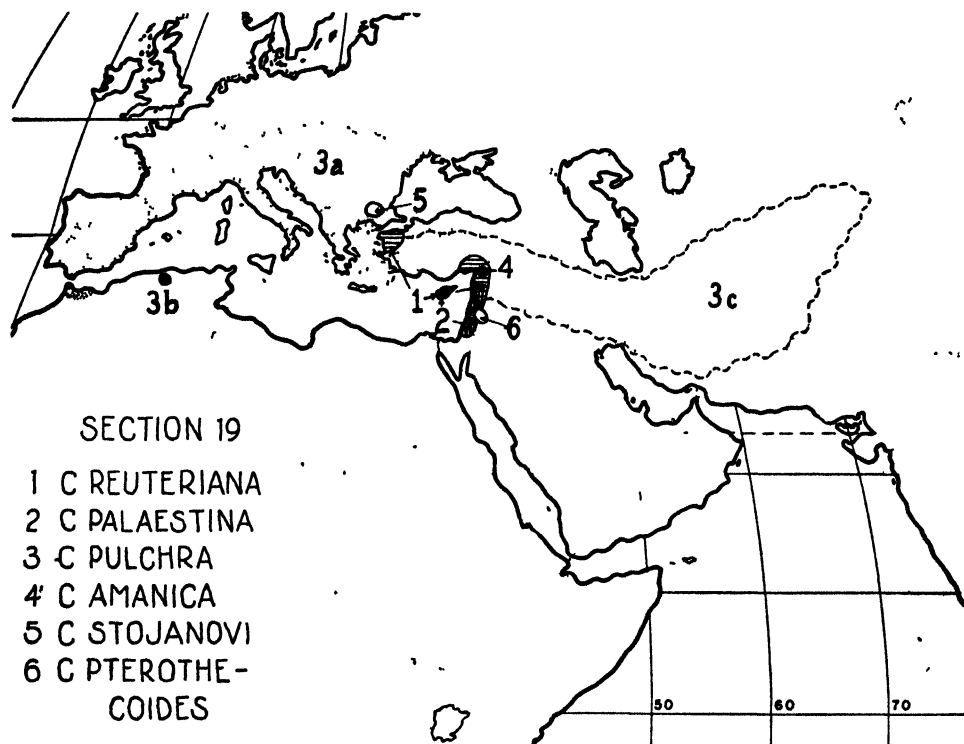 3a
5
4
3b
1
3c
2
6
SECTION 19
1 C REUTERIANA
2 C PALAESTINA
3 C PULCHRA
4 C AMANICA
5 C STOJANOVI
6 C PTEROTHE-
COIDES
50 60 70